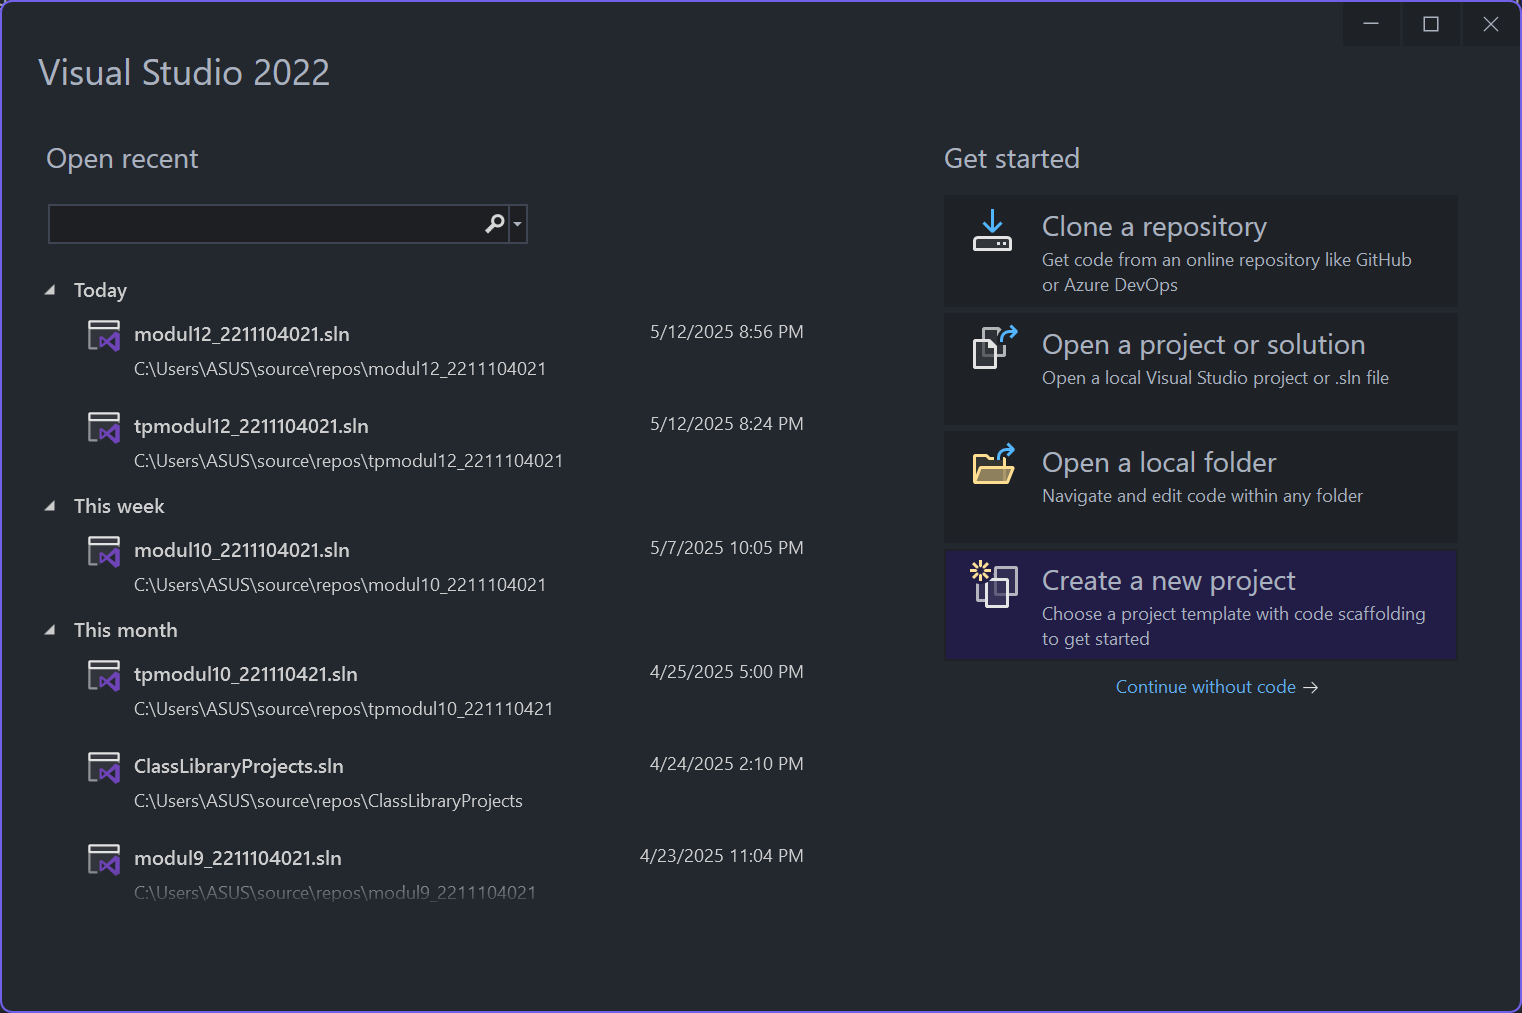 Visual Studio 2022
Open recent
Today
modul12_2211104021.sln 5/12/2025 8:56 PM
C:\Users\ASUS\source\repos\modul12_2211104021
tpmodul12_2211104021.sln 5/12/2025 8:24 PM
C:\Users\ASUS\source\repos\tpmodul12_2211104021
This week
modul10_2211104021.sln 5/7/2025 10:05 PM
C:\Users\ASUS\source\repos\modul10_2211104021
This month
tpmodul10_221110421.sln 4/25/2025 5:00 PM
C:\Users\ASUS\source\repos\tpmodul10_221110421
ClassLibraryProjects.sln 4/24/2025 2:10 PM
C:\Users\ASUS\source\repos\ClassLibraryProjects
modul9_2211104021.sln 4/23/2025 11:04 PM
C:\Users\ASUS\source\repos\modul9_2211104021
Get started
Clone a repository
Get code from an online repository like GitHub
or Azure DevOps
Open a project or solution
Open a local Visual Studio project or .sln file
Open a local folder
Navigate and edit code within any folder
Create a new project
Choose a project template with code scaffolding
to get started
Continue without code →